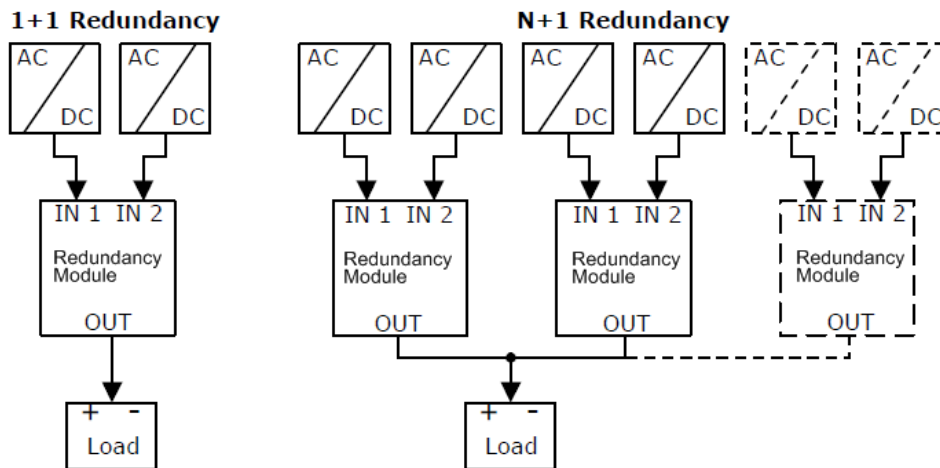 1+1 Redundancy
N+1 Redundancy
AC
DC
AC
DC
AC
DC
AC
DC
AC
DC
AC
DC
AC
DC
AC
DC
IN 1 IN 2
Redundancy
Module
OUT
IN 1 IN 2
Redundancy
Module
OUT
IN 1 IN 2
Redundancy
Module
OUT
IN 1 IN 2
Redundancy
Module
OUT
+ -
Load
+ -
Load